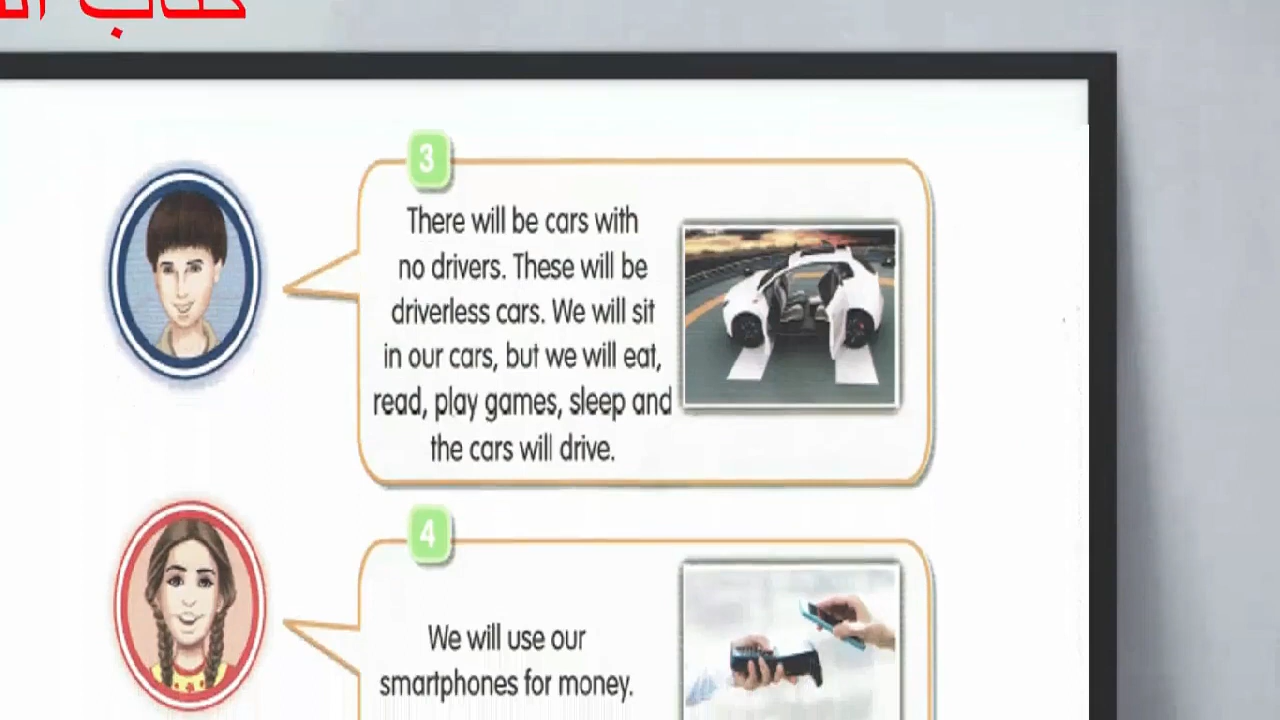 3
There will be cars with
no drivers. These will be
driverless cars. We will sit
in our cars, but we will eat,
read, play games, sleep and
the cars will drive.
4
We will use our
smartphones for money.